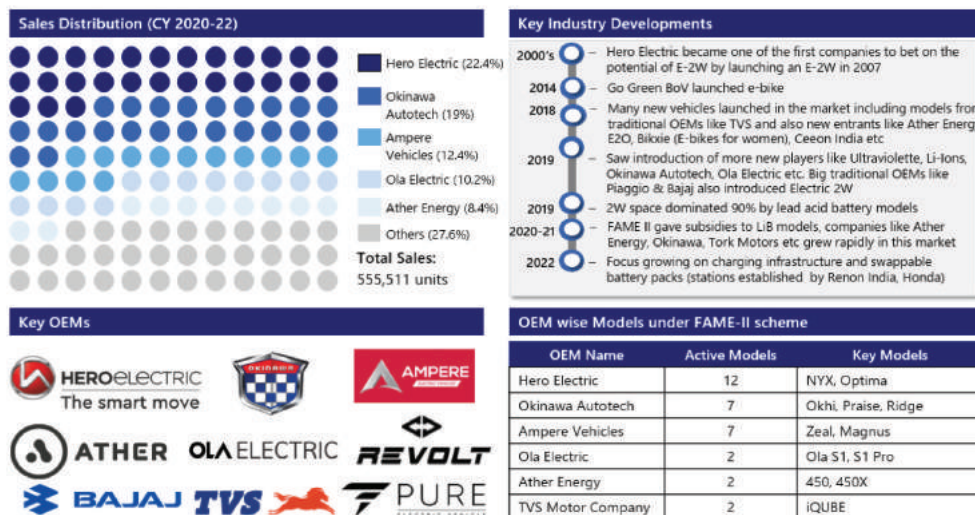 Sales Distribution (CY 2020-22)
Hero Electric (22.4%)
Okinawa
Autotech (19%)
Ampere
Vehicles (12.4%)
Ola Electric (10.2%)
Ather Energy (8.4%)
Others (27.6%)
Total Sales:
555,511 units
Key Industry Developments
2000's – Hero Electric became one of the first companies to bet on the
potential of E-2W by launching an E-2W in 2007
2014 – Go Green BoV launched e-bike
2018 – Many new vehicles launched in the market including models from
traditional OEMs like TVS and also new entrants like Ather Energ
E2O, Bikxie (E-bikes for women), Ceeon India etc
2019 – Saw introduction of more new players like Ultraviolette, Li-Ions,
Okinawa Autotech, Ola Electric etc. Big traditional OEMs like
Piaggio & Bajaj also introduced Electric 2W
2019 – 2W space dominated 90% by lead acid battery models
2020-21 – FAME II gave subsidies to LiB models, companies like Ather
Energy, Okinawa, Tork Motors etc grew rapidly in this market
2022 – Focus growing on charging infrastructure and swappable
battery packs (stations established by Renon India, Honda)
Key OEMs
HEROELECTRIC
The smart move
OKINAWA
AMPERE
ATHER
OLA ELECTRIC
REVOLT
BAJAJ
TVS
PURE
OEM wise Models under FAME-II scheme
OEM Name Active Models Key Models
Hero Electric 12 NYX, Optima
Okinawa Autotech 7 Okhi, Praise, Ridge
Ampere Vehicles 7 Zeal, Magnus
Ola Electric 2 Ola S1, S1 Pro
Ather Energy 2 450, 450X
TVS Motor Company 2 iQUBE